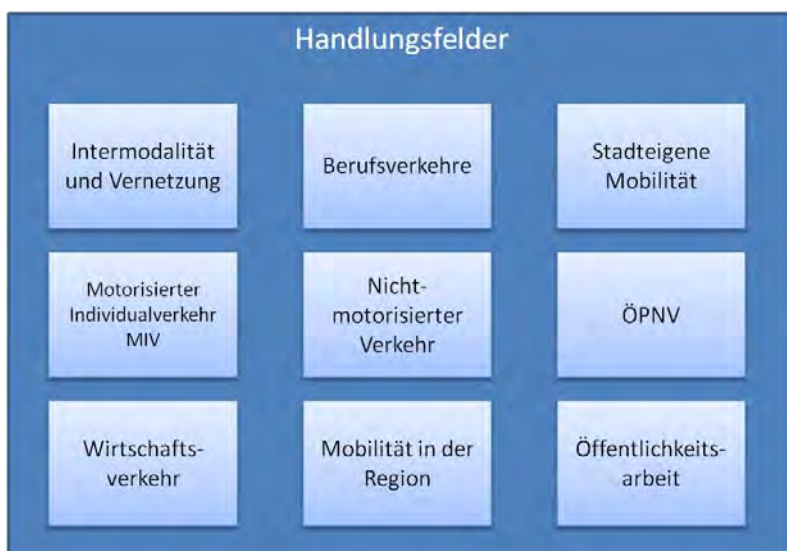 Handlungsfelder
Intermodalität
und Vernetzung
Berufsverkehre
Stadteigene
Mobilität
Motorisierter
Individualverkehr
MIV
Nicht-
motorisierter
Verkehr
ÖPNV
Wirtschafts-
verkehr
Mobilität in der
Region
Öffentlichkeits-
arbeit